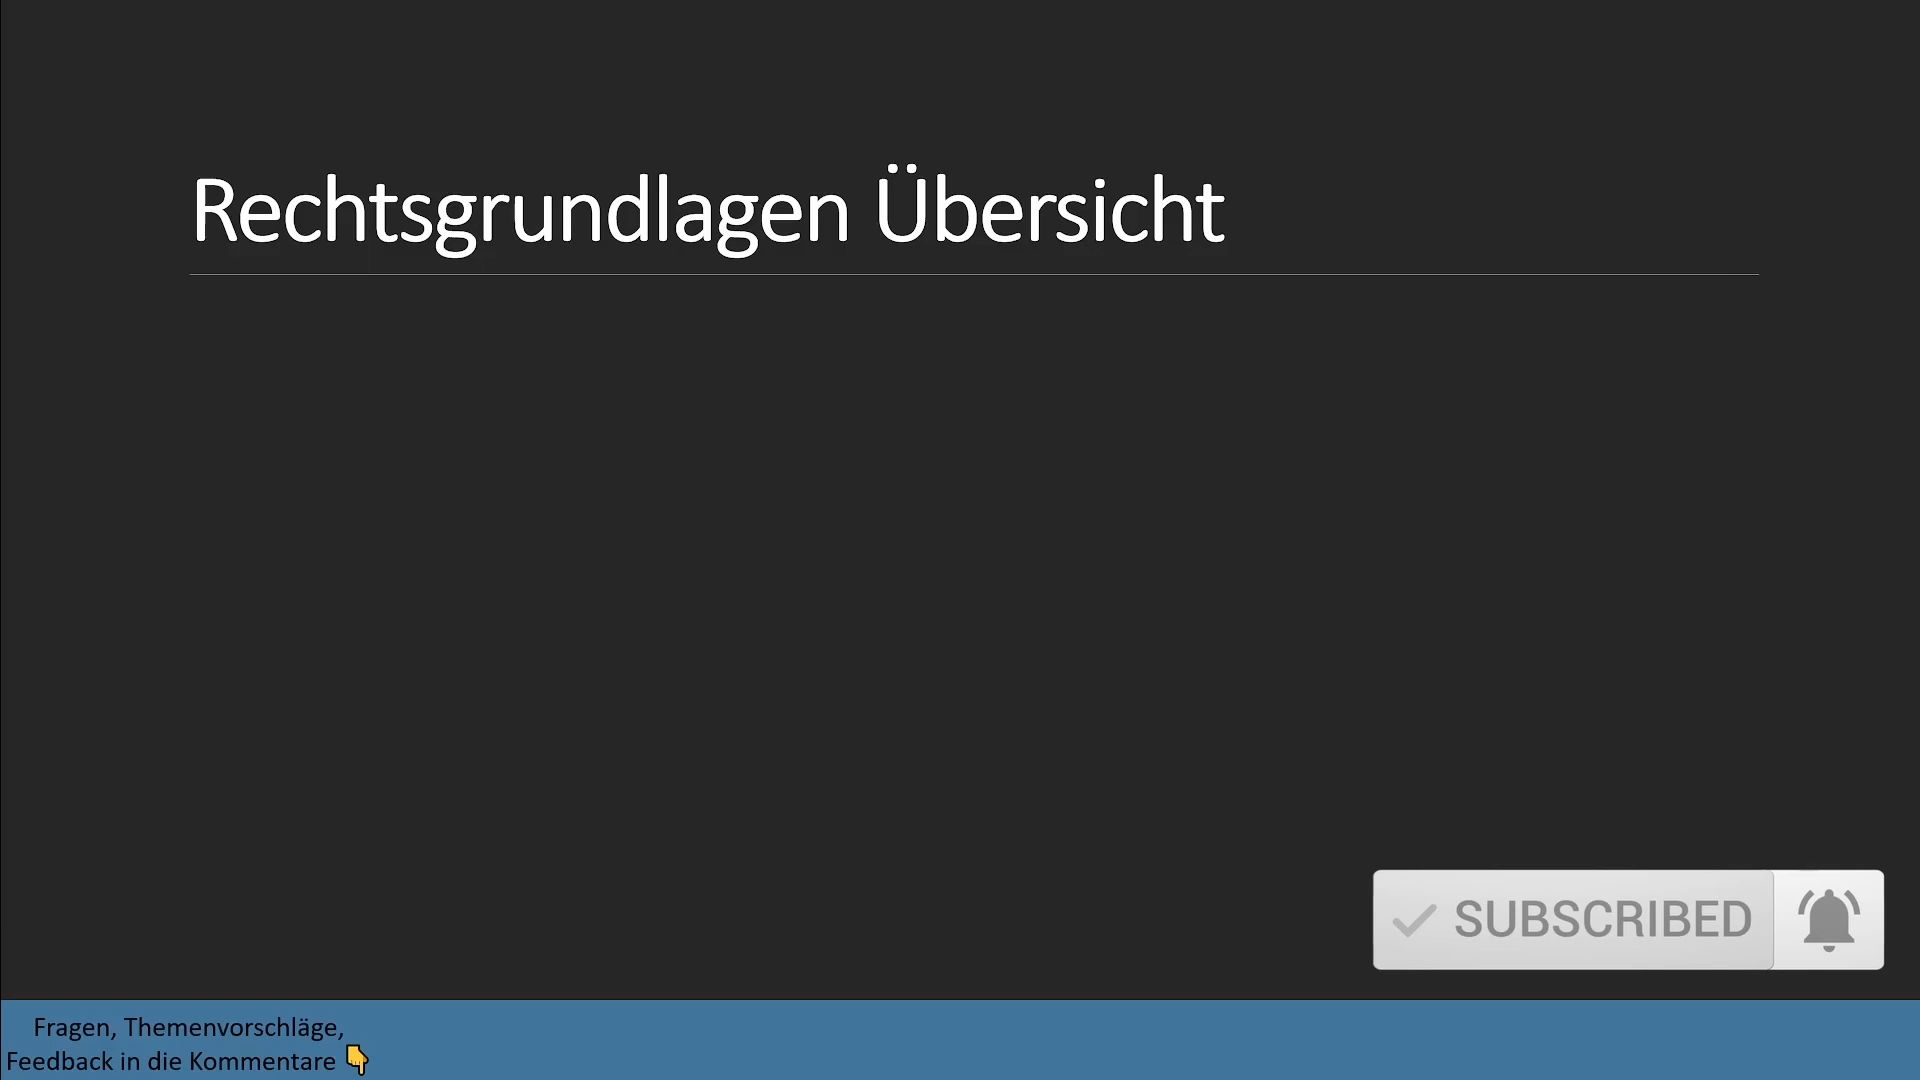 Rechtsgrundlagen Übersicht
SUBSCRIBED
Fragen, Themenvorschläge,
Feedback in die Kommentare 👇